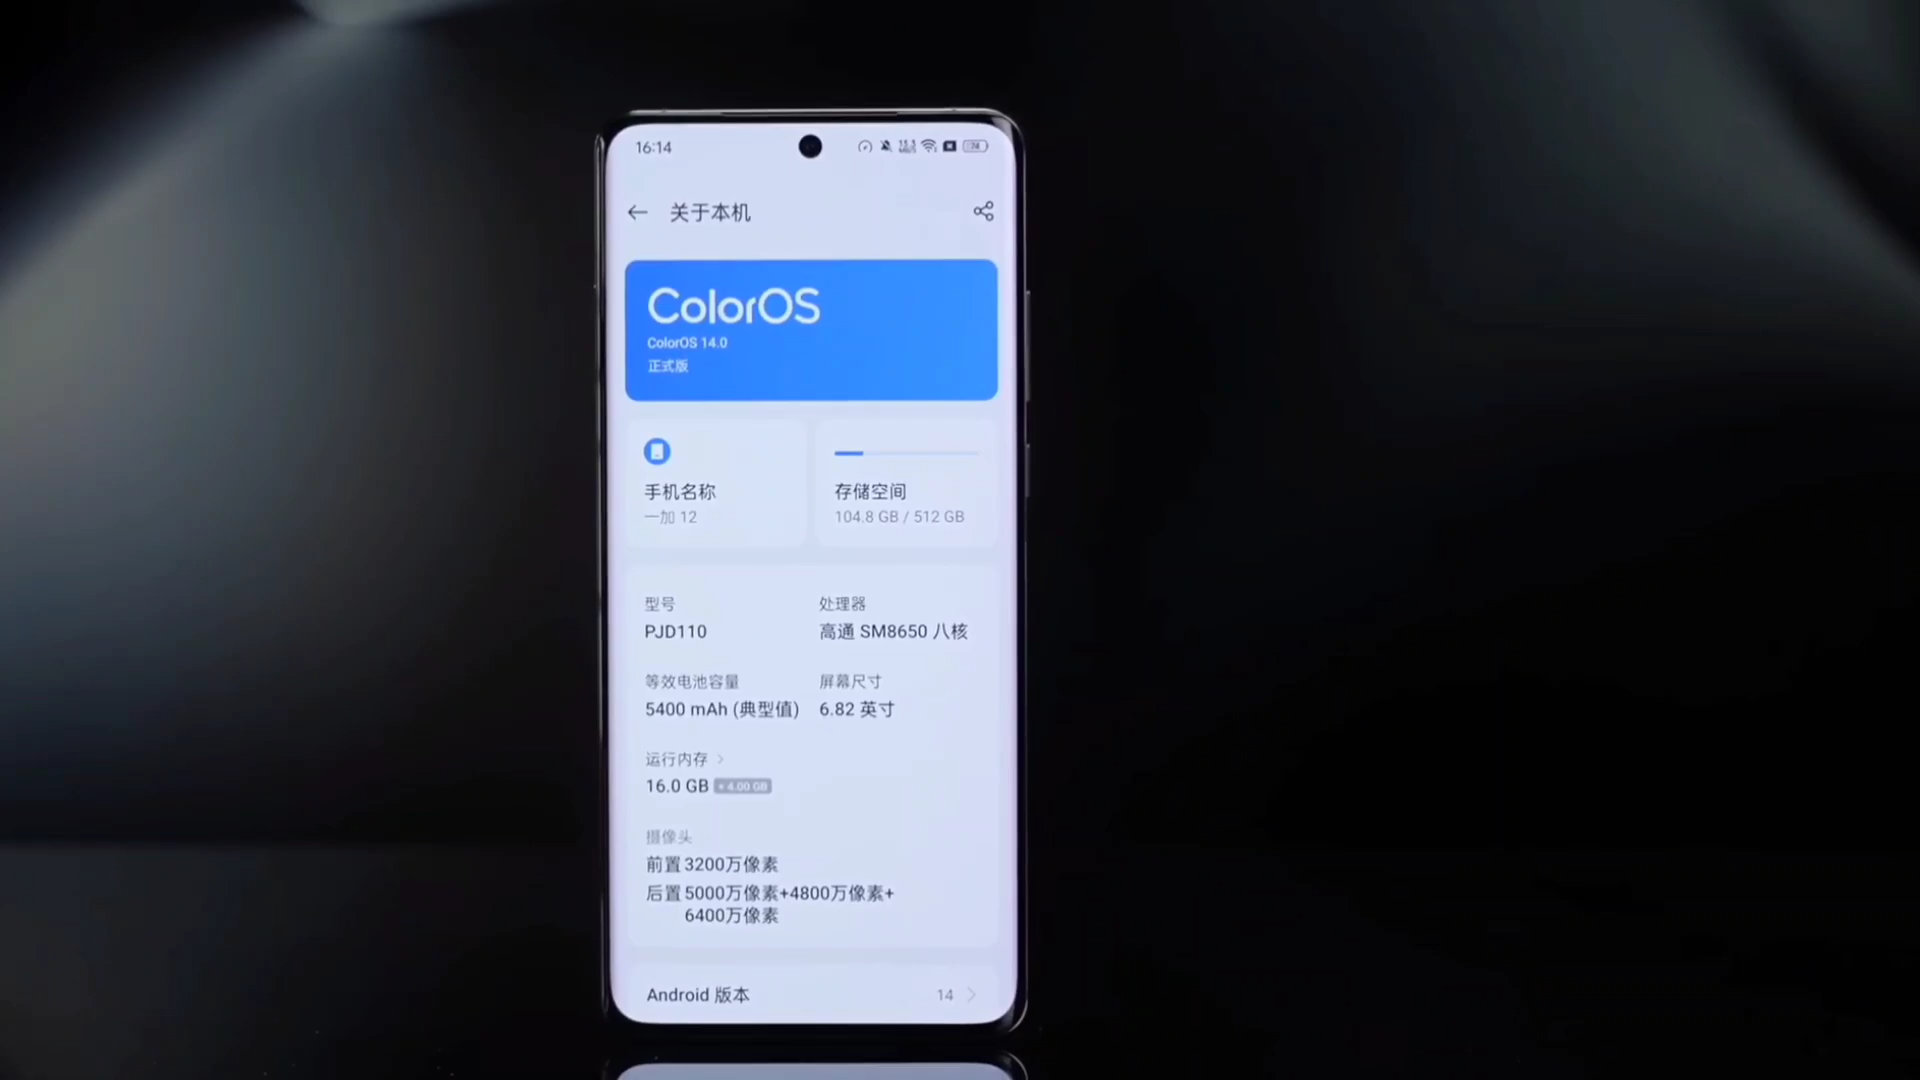 16:14
74
关于本机
ColorOS
ColorOS 14.0
正式版
手机名称
一加 12
存储空间
104.8 GB / 512 GB
型号
PJD110
处理器
高通 SM8650 八核
等效电池容量
5400 mAh (典型值)
屏幕尺寸
6.82 英寸
运行内存
16.0 GB + 4.00 GB
摄像头
前置 3200万像素
后置 5000万像素+4800万像素+
6400万像素
Android 版本
14